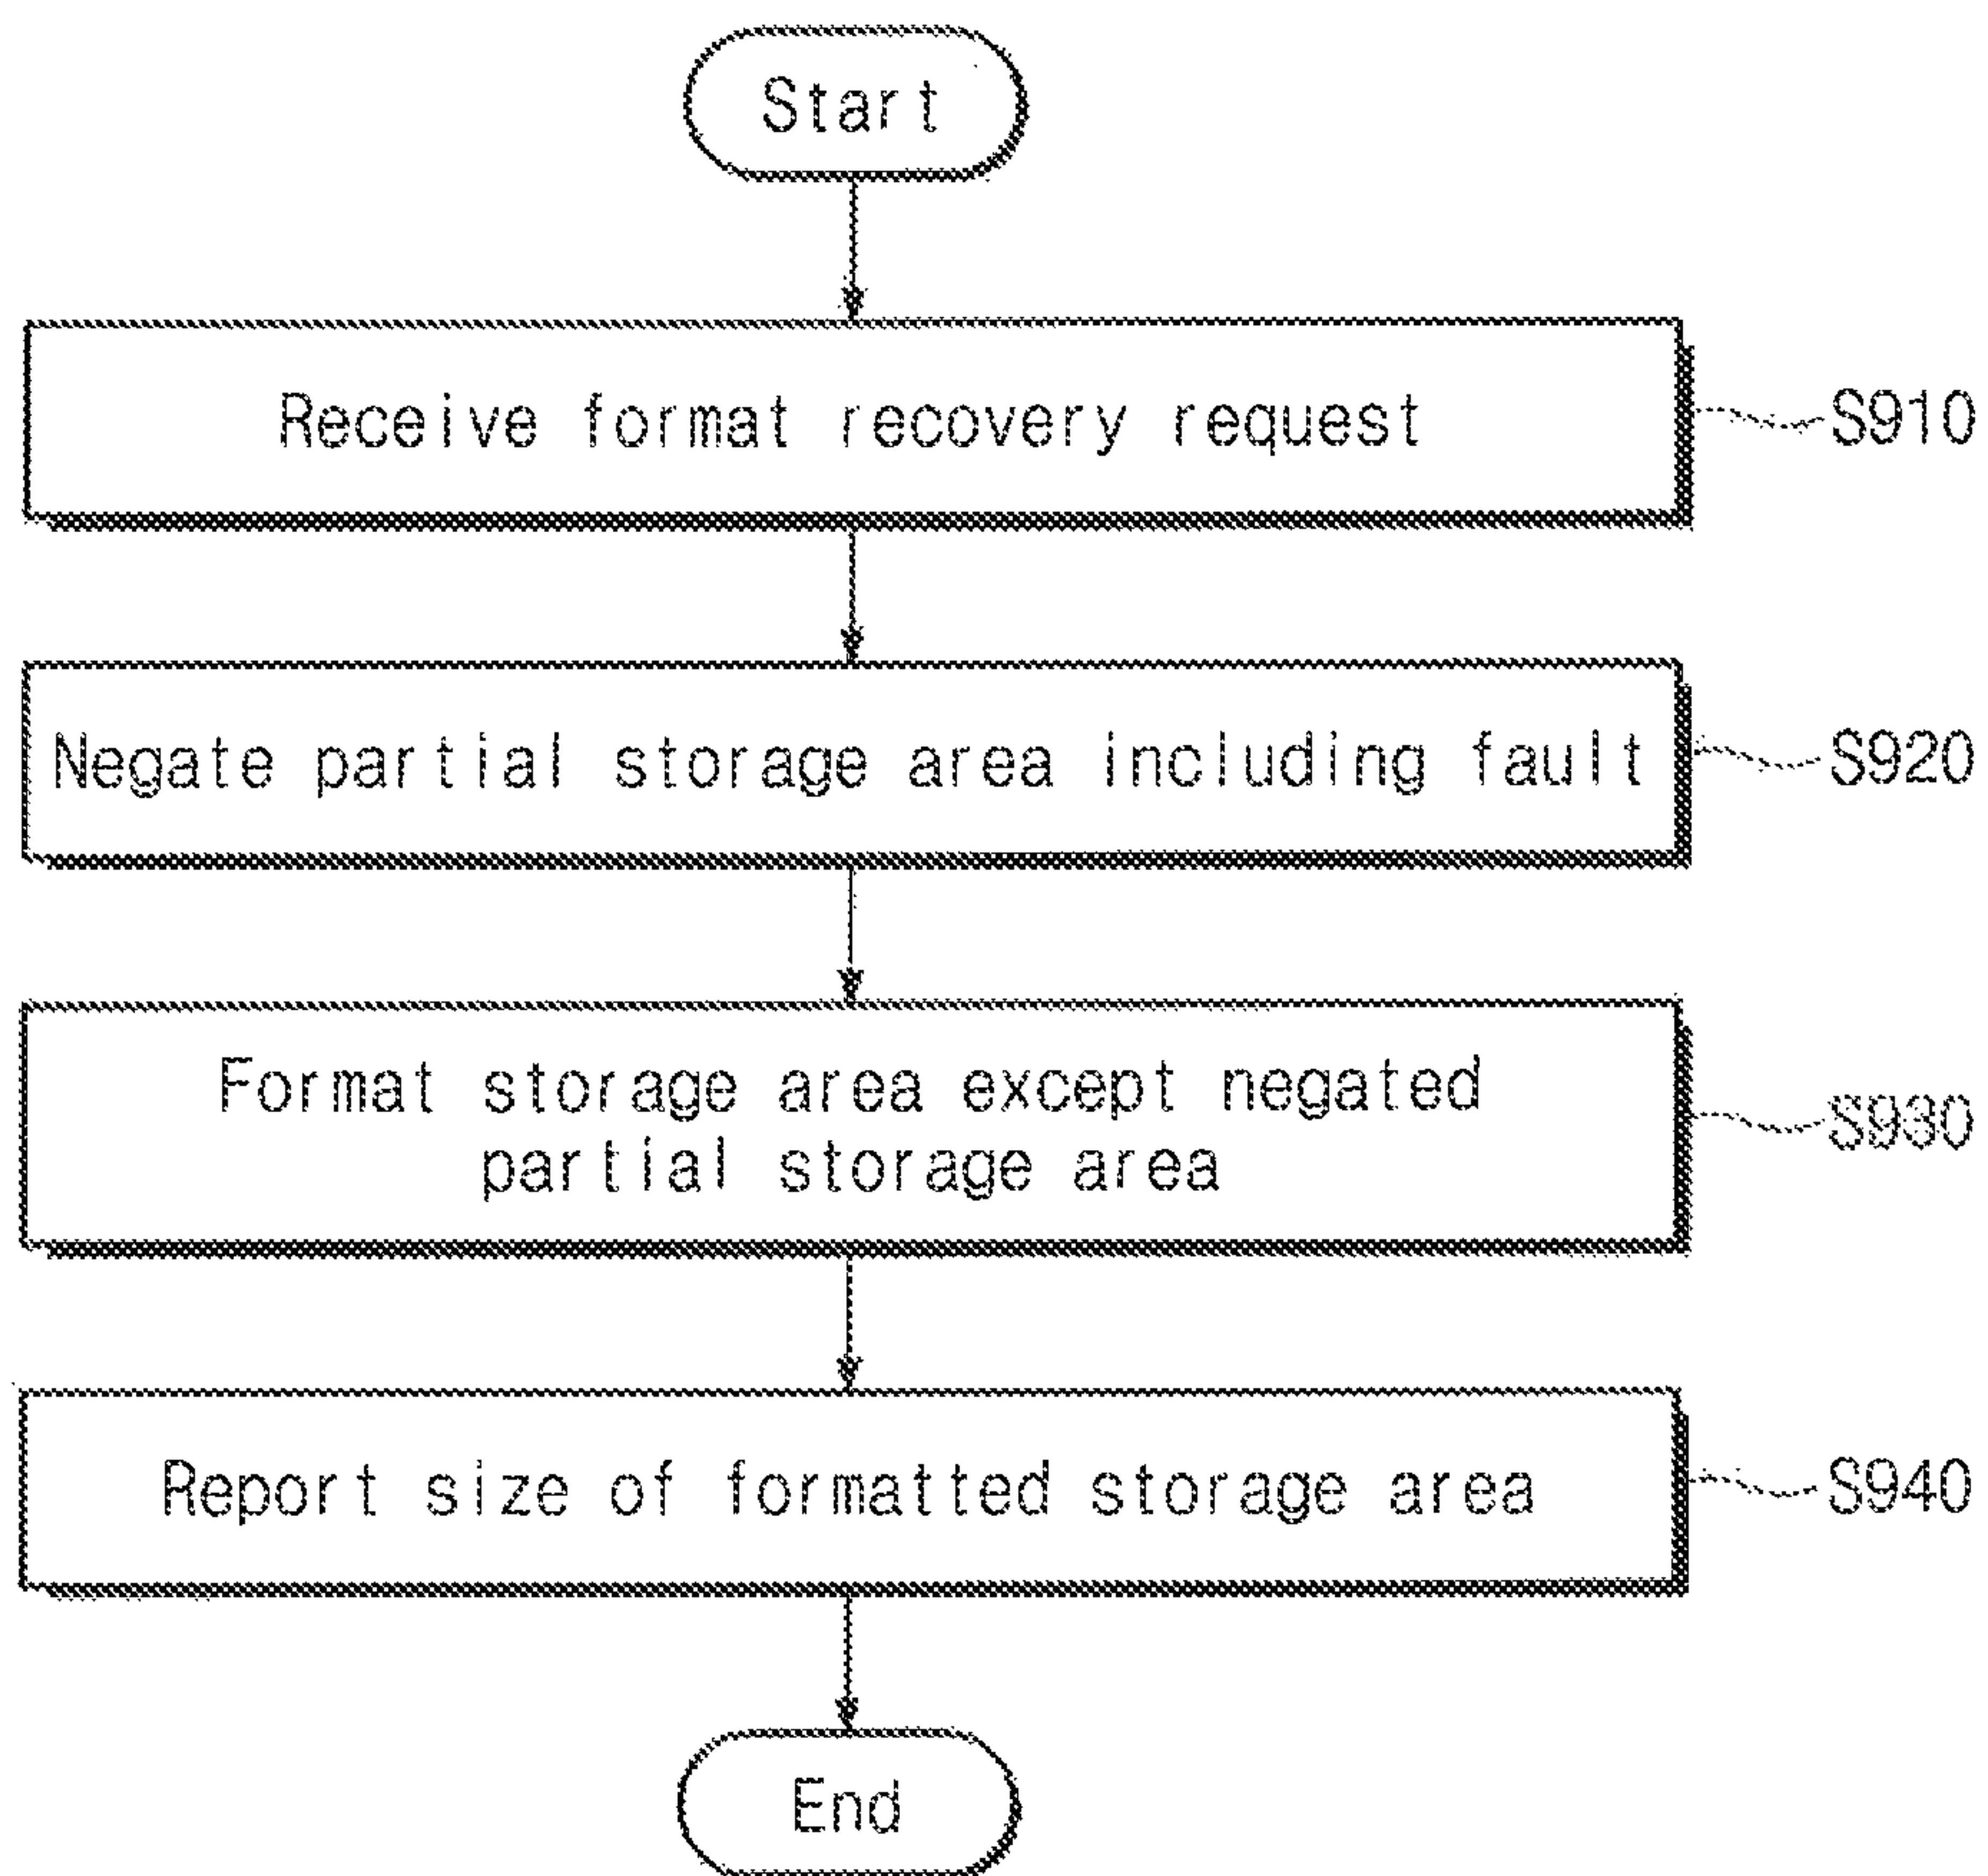 Start
Receive format recovery request
S910
Negate partial storage area including fault
S920
Format storage area except negated
partial storage area
S930
Report size of formatted storage area
S940
End